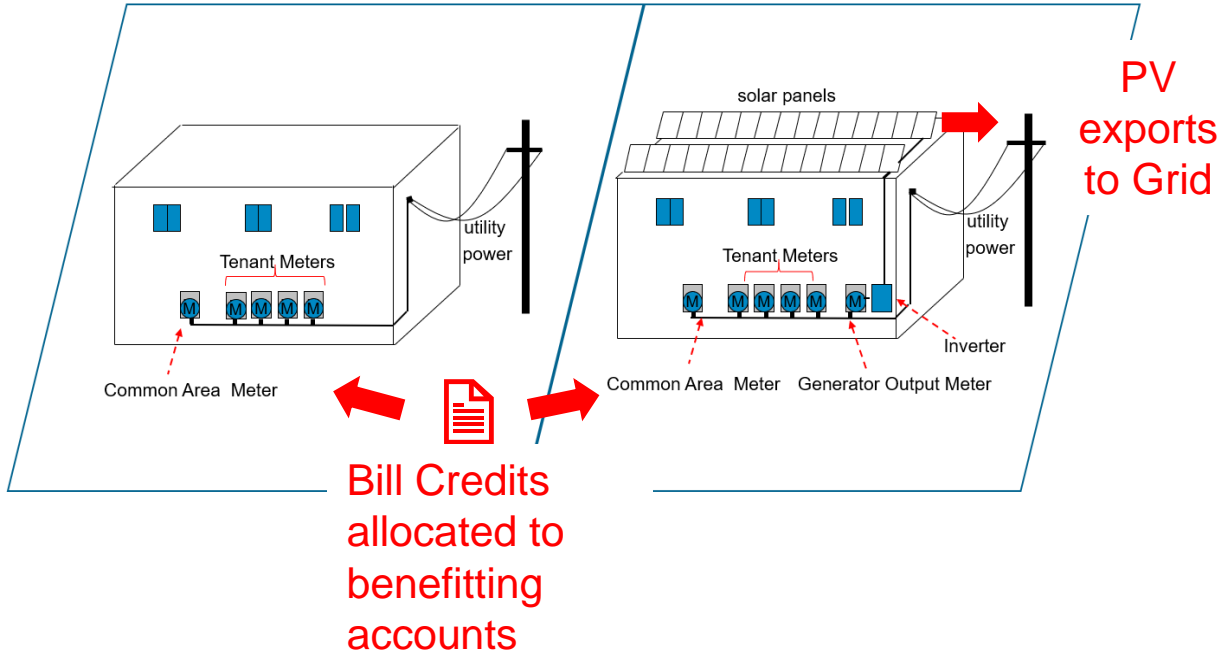 solar panels
PV
exports
to Grid
utility
power
Tenant Meters
M
M
M
M
M
Common Area Meter
utility
power
Tenant Meters
M
M
M
M
M
M
Inverter
Common Area Meter
Generator Output Meter
Bill Credits
allocated to
benefitting
accounts